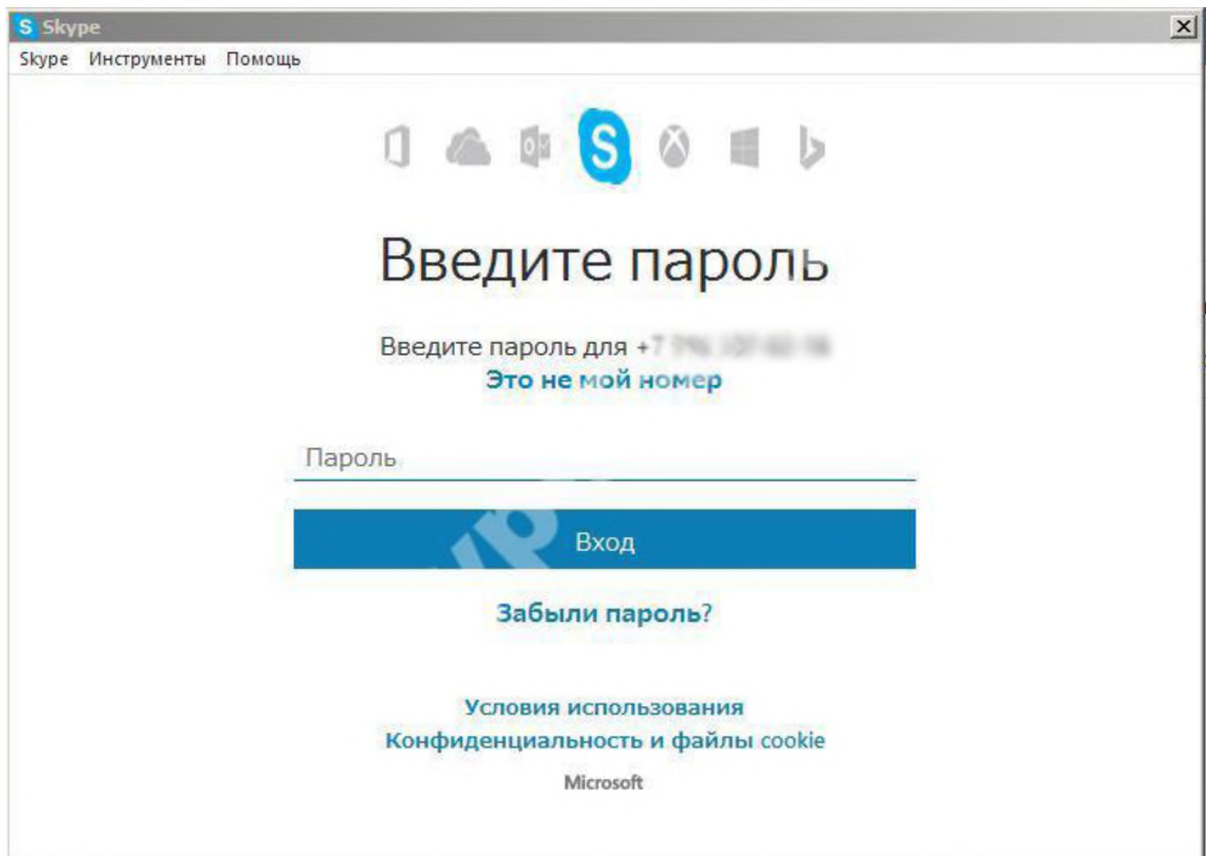 Skype
Skype Инструменты Помощь
Введите пароль
Введите пароль для +7
Это не мой номер
Пароль
Вход
Забыли пароль?
Условия использования
Конфиденциальность и файлы cookie
Microsoft